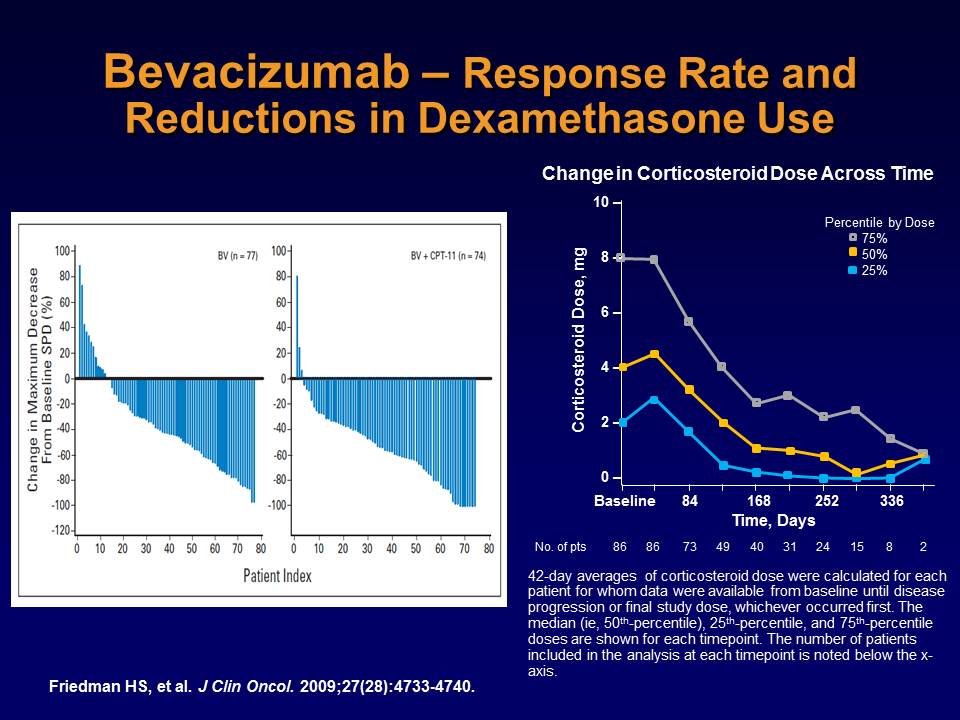 Bevacizumab – Response Rate and
Reductions in Dexamethasone Use
Change in Maximum Decrease
From Baseline SPD (%)
BV (n = 77)
100
80
60
40
20
0
-20
-40
-60
-80
-100
-120
0 10 20 30 40 50 60 70 80
BV + CPT-11 (n = 74)
100
80
60
40
20
0
-20
-40
-60
-80
-100
0 10 20 30 40 50 60 70 80
Patient Index
Change in Corticosteroid Dose Across Time
Corticosteroid Dose, mg
10
8
6
4
2
0
Percentile by Dose
75%
50%
25%
Baseline 84 168 252 336
Time, Days
No. of pts 86 86 73 49 40 31 24 15 8 2
42-day averages of corticosteroid dose were calculated for each
patient for whom data were available from baseline until disease
progression or final study dose, whichever occurred first. The
median (ie, 50th-percentile), 25th-percentile, and 75th-percentile
doses are shown for each timepoint. The number of patients
included in the analysis at each timepoint is noted below the x-
axis.
Friedman HS, et al. J Clin Oncol. 2009;27(28):4733-4740.